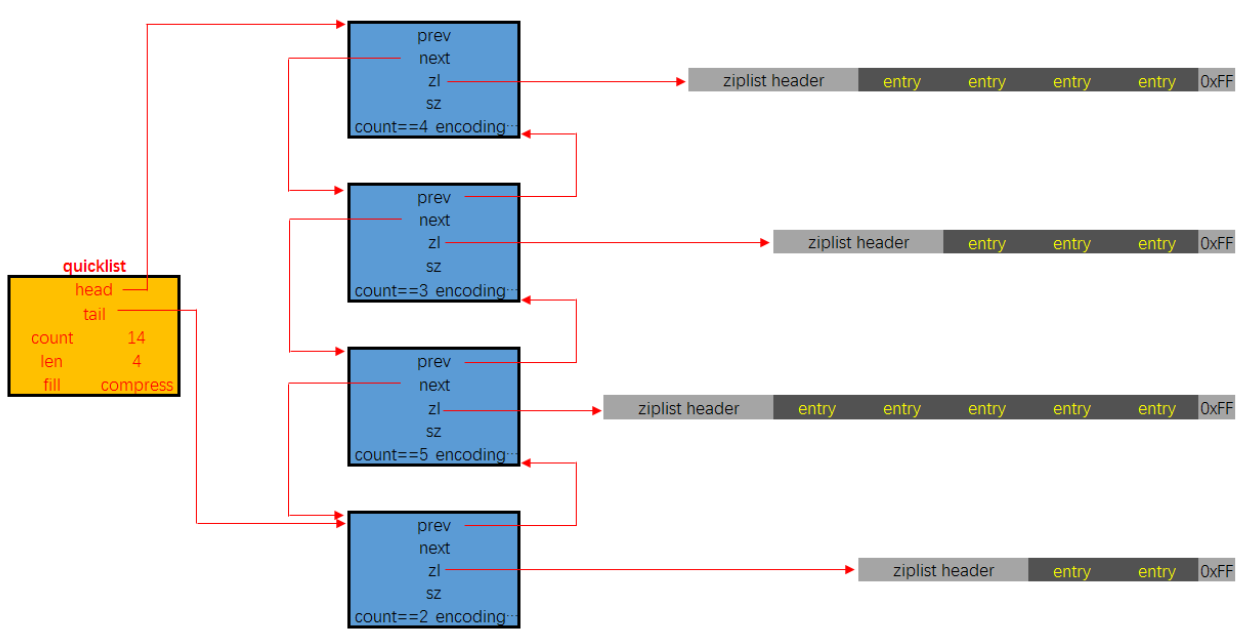 prev
next
zl
sz
count==4 encoding···
ziplist header entry entry entry entry 0xFF
prev
next
zl
sz
count==3 encoding···
ziplist header entry entry entry 0xFF
quicklist
head
tail
count 14
len 4
fill compress
prev
next
zl
sz
count==5 encoding···
ziplist header entry entry entry entry entry 0xFF
prev
next
zl
sz
count==2 encoding···
ziplist header entry entry 0xFF